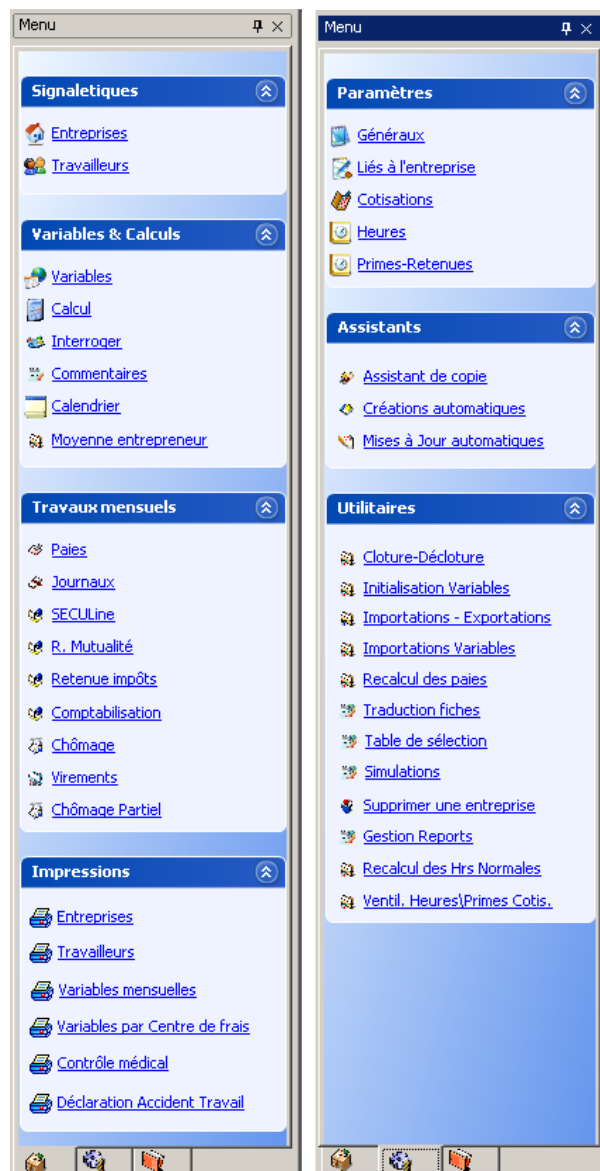 Menu
Signaletiques
Entreprises
Travailleurs
Variables & Calculs
Variables
Calcul
Interroger
Commentaires
Calendrier
Moyenne entrepreneur
Travaux mensuels
Paies
Journaux
SECULine
R. Mutualité
Retenue impôts
Comptabilisation
Chômage
Virements
Chômage Partiel
Impressions
Entreprises
Travailleurs
Variables mensuelles
Variables par Centre de frais
Contrôle médical
Déclaration Accident Travail
Menu
Paramètres
Généraux
Liés à l'entreprise
Cotisations
Heures
Primes-Retenues
Assistants
Assistant de copie
Créations automatiques
Mises à Jour automatiques
Utilitaires
Cloture-Décloture
Initialisation Variables
Importations - Exportations
Importations Variables
Recalcul des paies
Traduction fiches
Table de sélection
Simulations
Supprimer une entreprise
Gestion Reports
Recalcul des Hrs Normales
Ventil. Heures\Primes Cotis.